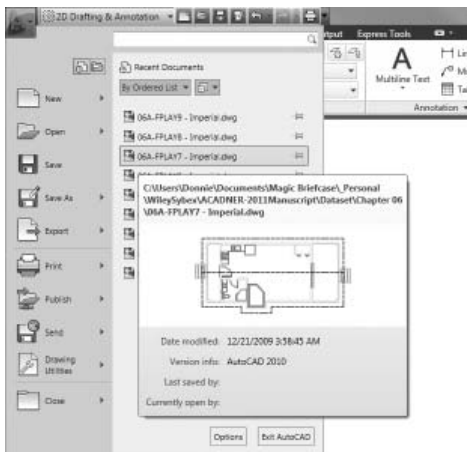 2D Drafting & Annotation
Output
Express Tools
Recent Documents
By Ordered List
New
Open
Save
Save As
Export
Print
Publish
Send
Drawing
Utilities
Close
06A-FPLAY9 - Imperial.dwg
06A-FPLAY8 - Imperial.dwg
06A-FPLAY7 - Imperial.dwg
C:\Users\Donnie\Documents\Magic Briefcase\_Personal
\WileySybex\ACADNER-2011Manuscript\Dataset\Chapter 06
\06A-FPLAY7 - Imperial.dwg
Date modified: 12/21/2009 3:58:45 AM
Version info: AutoCAD 2010
Last saved by:
Currently open by:
Options
Exit AutoCAD
A
Multiline Text
Lin
Mu
Ta
Annotation